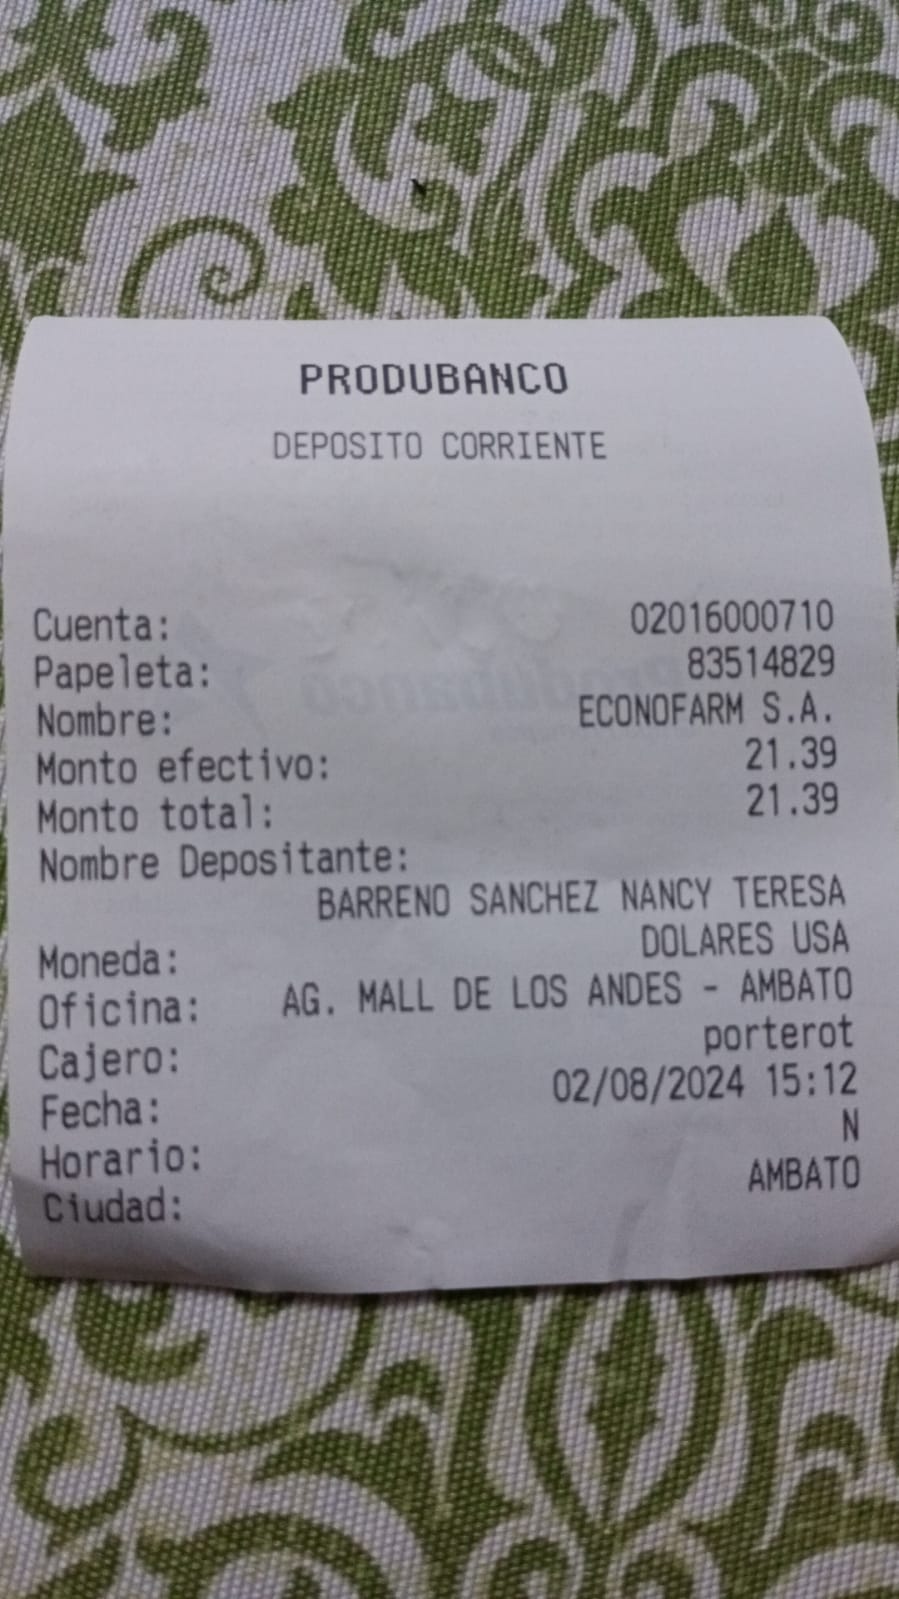 PRODUBANCO
DEPOSITO CORRIENTE
Cuenta: 02016000710
Papeleta: 83514829
Nombre: ECONOFARM S.A.
Monto efectivo: 21.39
Monto total: 21.39
Nombre Depositante:
BARRENO SANCHEZ NANCY TERESA
Moneda: DOLARES USA
Oficina: AG. MALL DE LOS ANDES - AMBATO
Cajero: porterot
Fecha: 02/08/2024 15:12
Horario: N
Ciudad: AMBATO
Produbanco